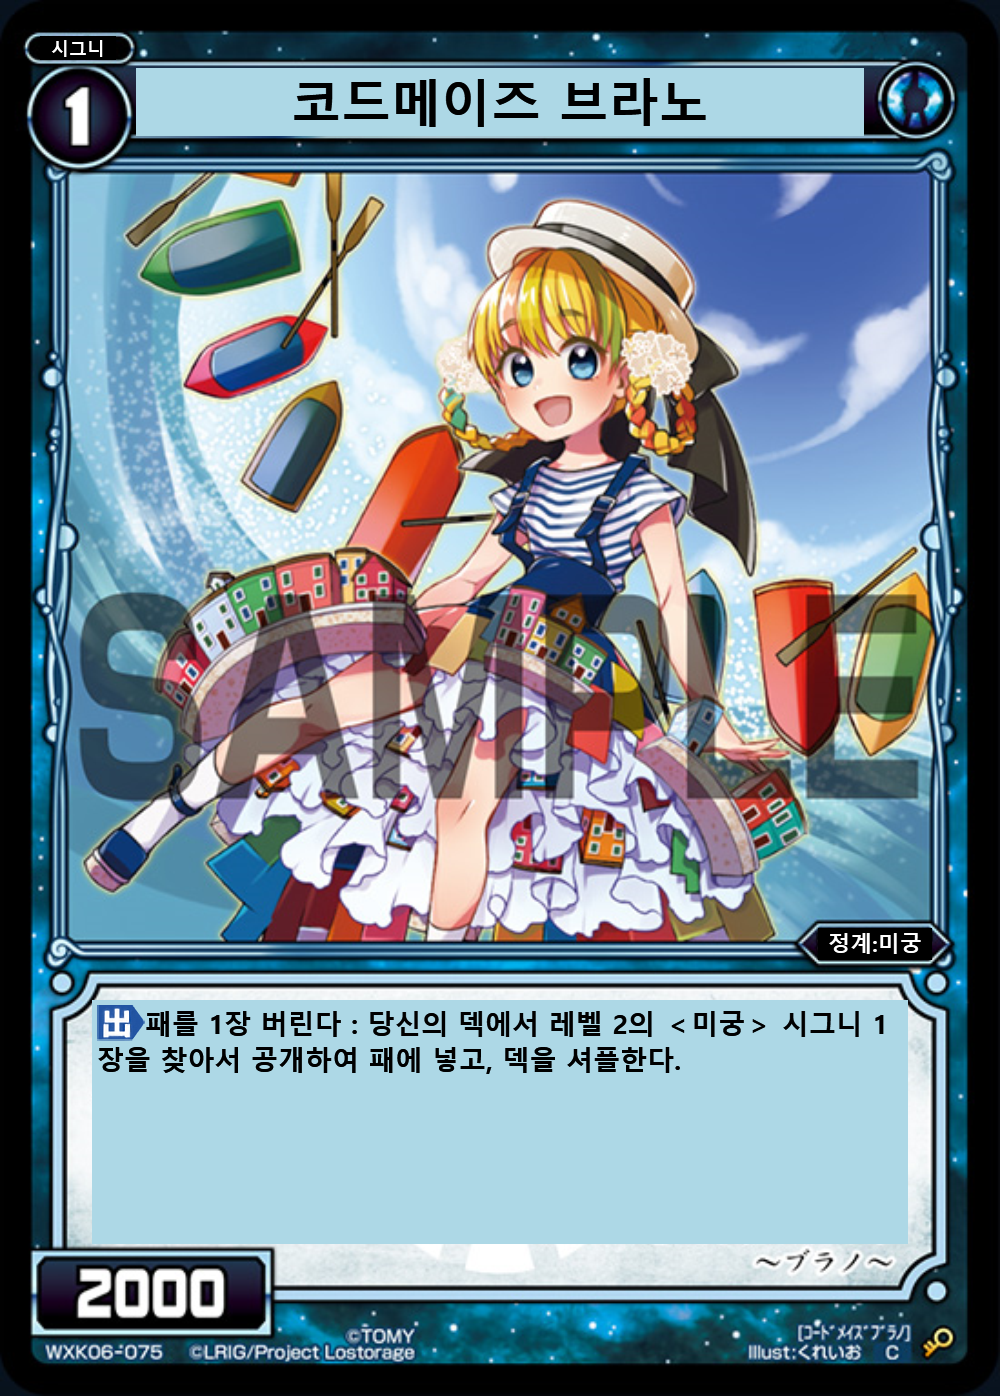 시그니
1
코드메이즈 브라노
SAMPLE
정계:미궁
出 패를 1장 버린다 : 당신의 덱에서 레벨 2의 <미궁> 시그니 1
장을 찾아서 공개하여 패에 넣고, 덱을 셔플한다.
～ブラノ～
2000
©TOMY
[ｺｰﾄﾞﾒｲｽﾞﾌﾞﾗﾉ]
WXK06-075 ©LRIG/Project Lostorage
Illust:くれいお C